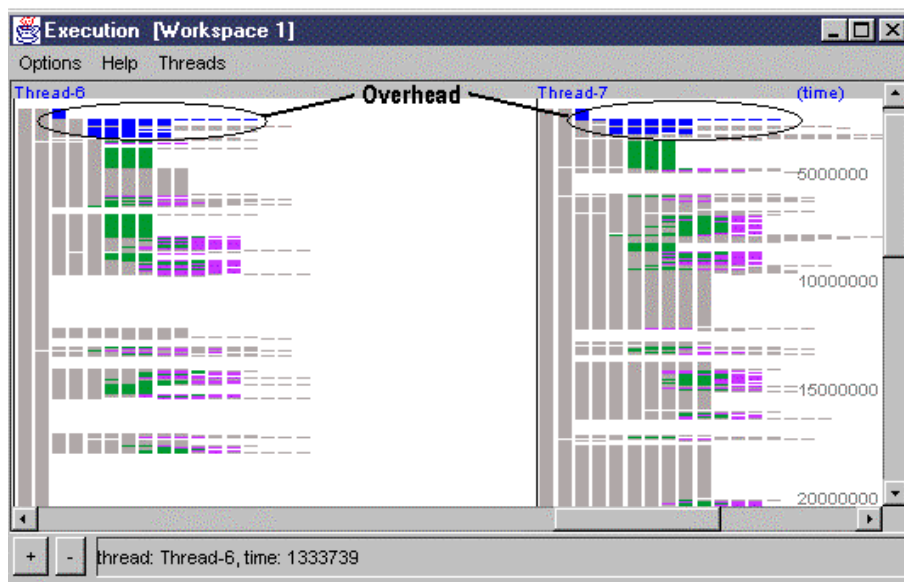 Execution [Workspace 1]
Options Help Threads
Thread-6 Overhead Thread-7 (time)
5000000
10000000
15000000
20000000
+ - thread: Thread-6, time: 1333739